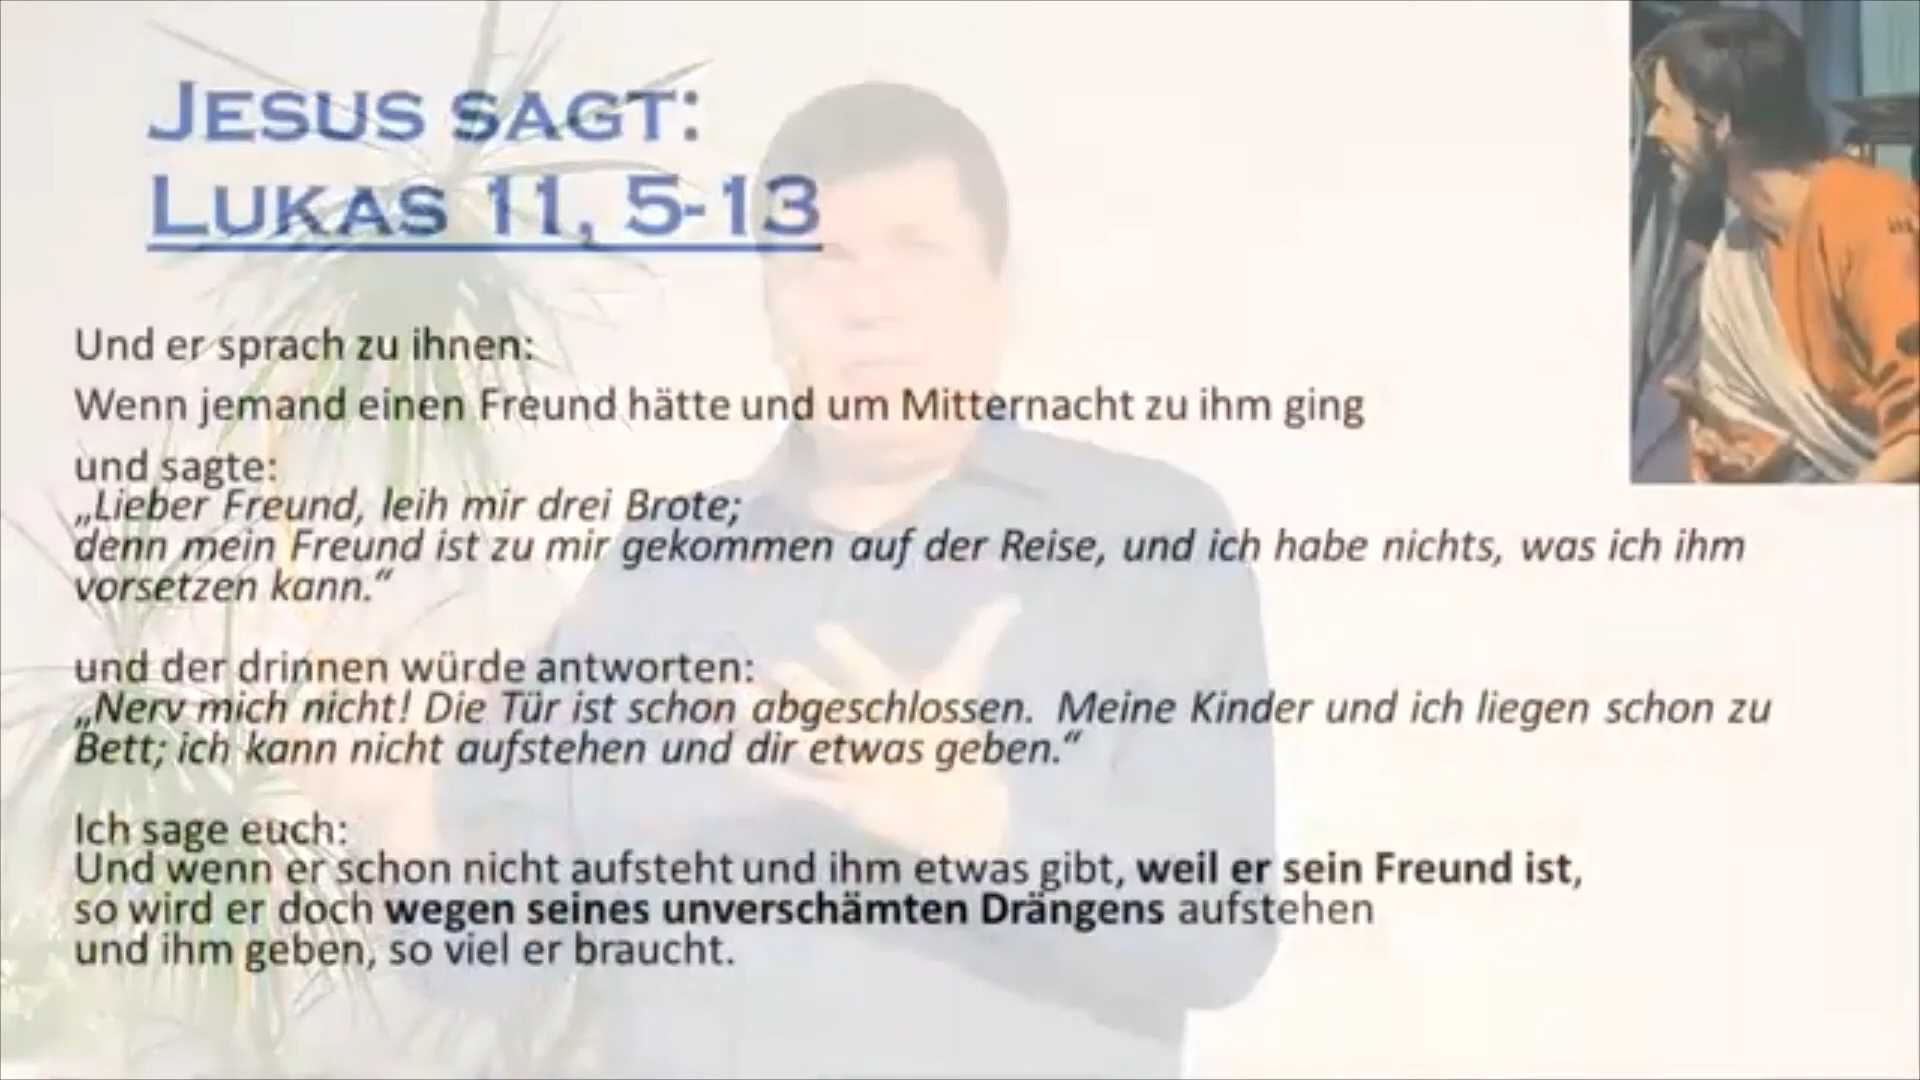 JESUS SAGT:
LUKAS 11, 5-13
Und er sprach zu ihnen:
Wenn jemand einen Freund hätte und um Mitternacht zu ihm ging
und sagte:
„Lieber Freund, leih mir drei Brote;
denn mein Freund ist zu mir gekommen auf der Reise, und ich habe nichts, was ich ihm
vorsetzen kann.“
und der drinnen würde antworten:
„Nerv mich nicht! Die Tür ist schon abgeschlossen. Meine Kinder und ich liegen schon zu
Bett; ich kann nicht aufstehen und dir etwas geben.“
Ich sage euch:
Und wenn er schon nicht aufsteht und ihm etwas gibt, weil er sein Freund ist,
so wird er doch wegen seines unverschämten Drängens aufstehen
und ihm geben, so viel er braucht.